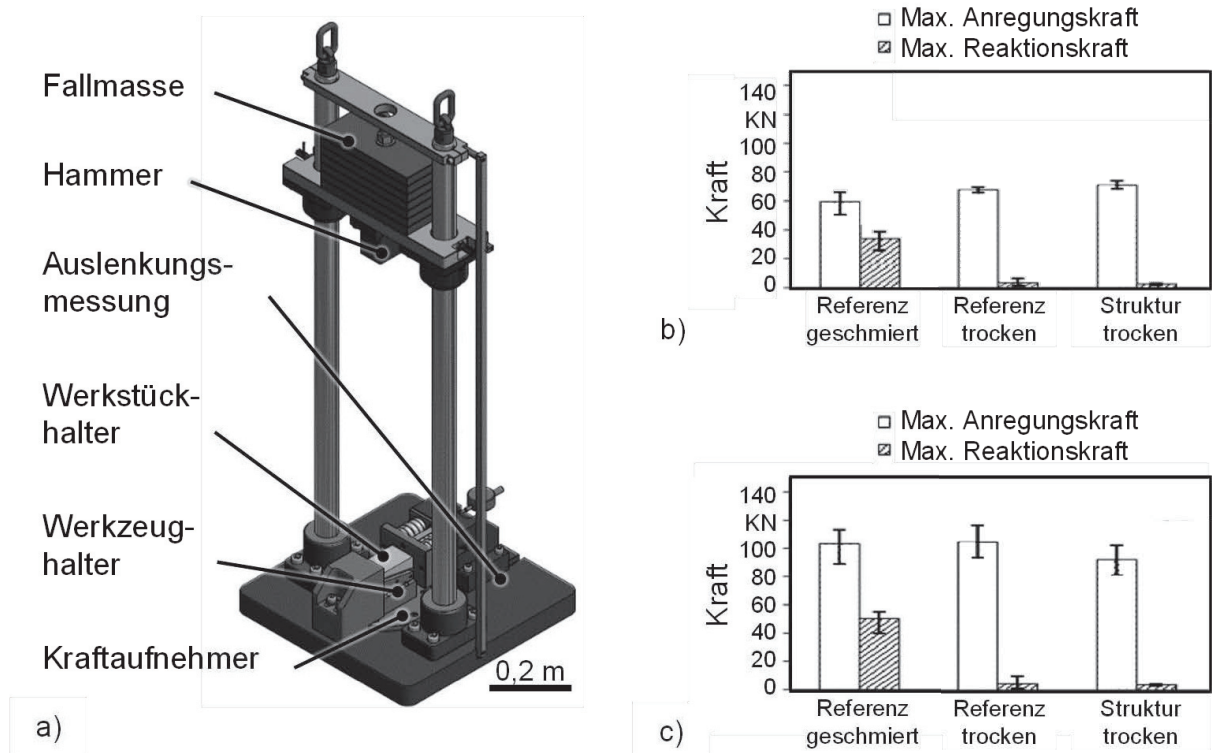 Fallmasse
Hammer
Auslenkungs-
messung
Werkstück-
halter
Werkzeug-
halter
Kraftaufnehmer
0,2 m
a)
Max. Anregungskraft
Max. Reaktionskraft
Kraft
140
KN
100
80
60
40
20
0
Referenz
geschmiert
Referenz
trocken
Struktur
trocken
b)
Max. Anregungskraft
Max. Reaktionskraft
Kraft
140
KN
100
80
60
40
20
0
Referenz
geschmiert
Referenz
trocken
Struktur
trocken
c)